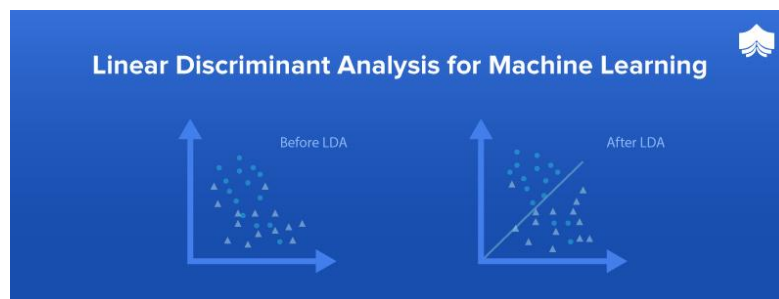 Linear Discriminant Analysis for Machine Learning
Before LDA
After LDA